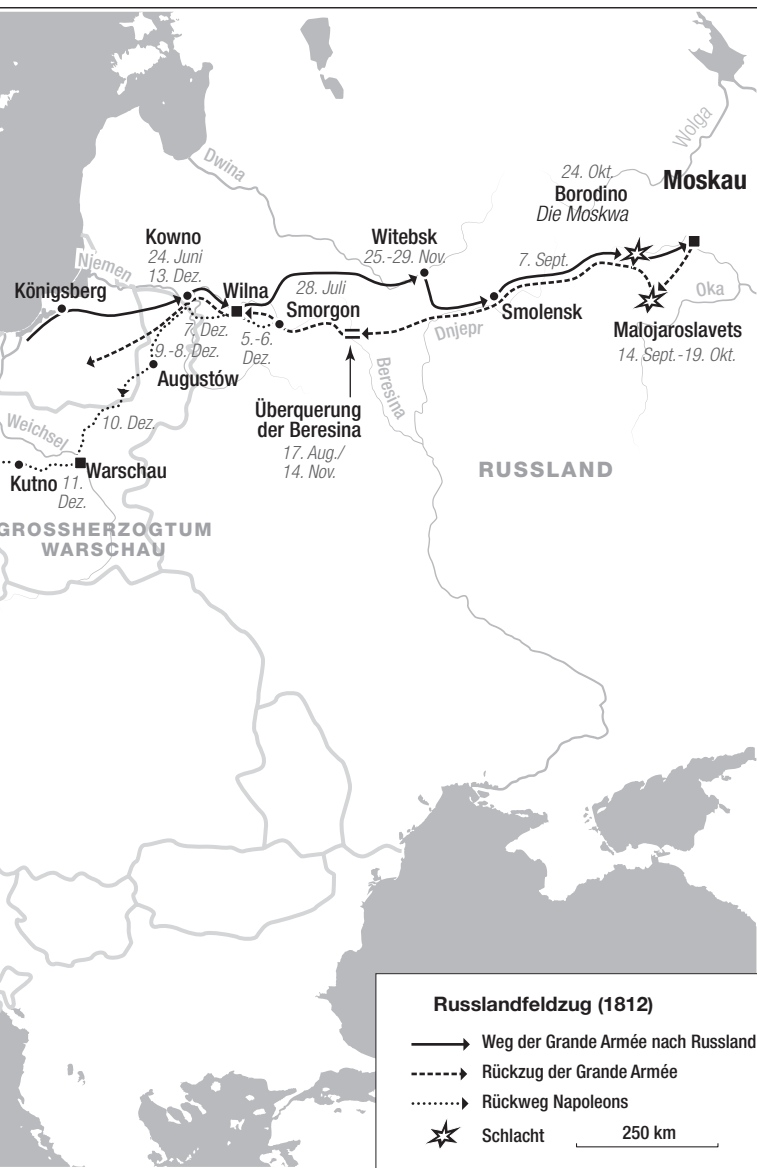 Wolga
Dwina
24. Okt.
Borodino
Die Moskwa
Moskau
Kowno
24. Juni
13. Dez.
Witebsk
25.-29. Nov.
Njemen
7. Sept.
Königsberg
Wilna
28. Juli
Smorgon
Smolensk
Oka
7. Dez.
5.-6.
Dez.
Dnjepr
Malojaroslavets
14. Sept.-19. Okt.
9.-8. Dez.
Augustów
Beresina
Überquerung
der Beresina
17. Aug./
14. Nov.
10. Dez.
Weichsel
Warschau
Kutno
11.
Dez.
RUSSLAND
GROSSHERZOGTUM
WARSCHAU
Russlandfeldzug (1812)
Weg der Grande Armée nach Russland
Rückzug der Grande Armée
Rückweg Napoleons
Schlacht
250 km